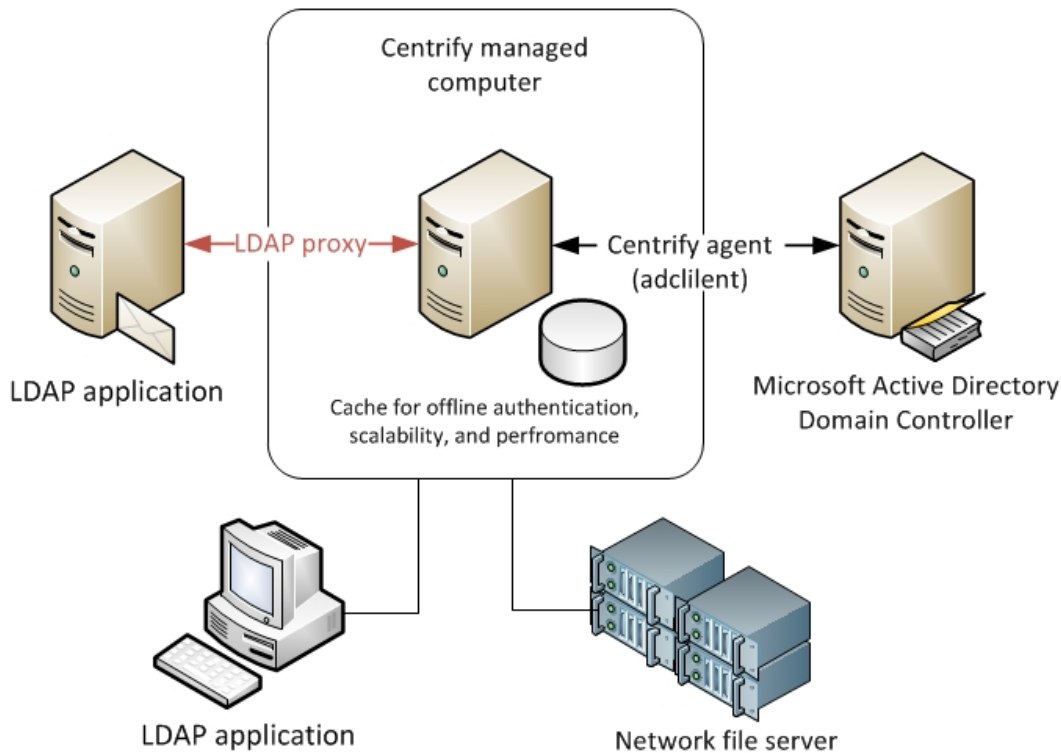 Centrify managed
computer
LDAP proxy
Centrify agent
(adclilent)
LDAP application
Microsoft Active Directory
Domain Controller
Cache for offline authentication,
scalability, and perfromance
LDAP application
Network file server